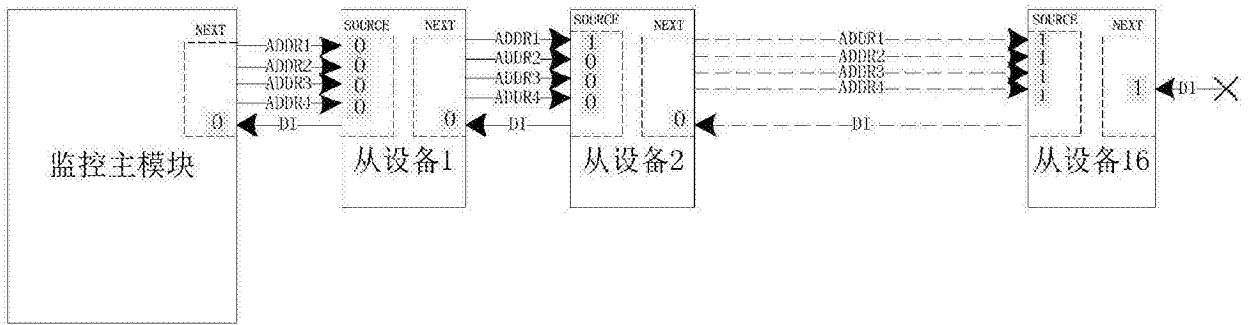 NEXT
ADDR1
ADDR2
ADDR3
ADDR4
0
DI
监控主模块
SOURCE
0
0
0
0
NEXT
0
从设备1
ADDR1
ADDR2
ADDR3
ADDR4
DI
SOURCE
1
0
0
0
NEXT
0
从设备2
ADDR1
ADDR2
ADDR3
ADDR4
DI
SOURCE
1
1
1
1
NEXT
1
DI
从设备16